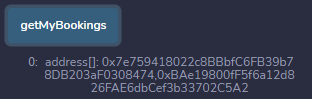 getMyBookings
0: address[]: 0x7e759418022c8BBbfC6FB39b7
8DB203aF0308474,0xBAe19800fF5f6a12d8
26FAE6dbCef3b33702C5A2